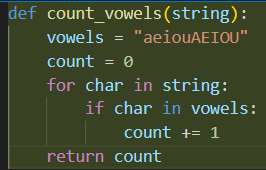 def count_vowels(string):
    vowels = "aeiouAEIOU"
    count = 0
    for char in string:
        if char in vowels:
            count += 1
    return count